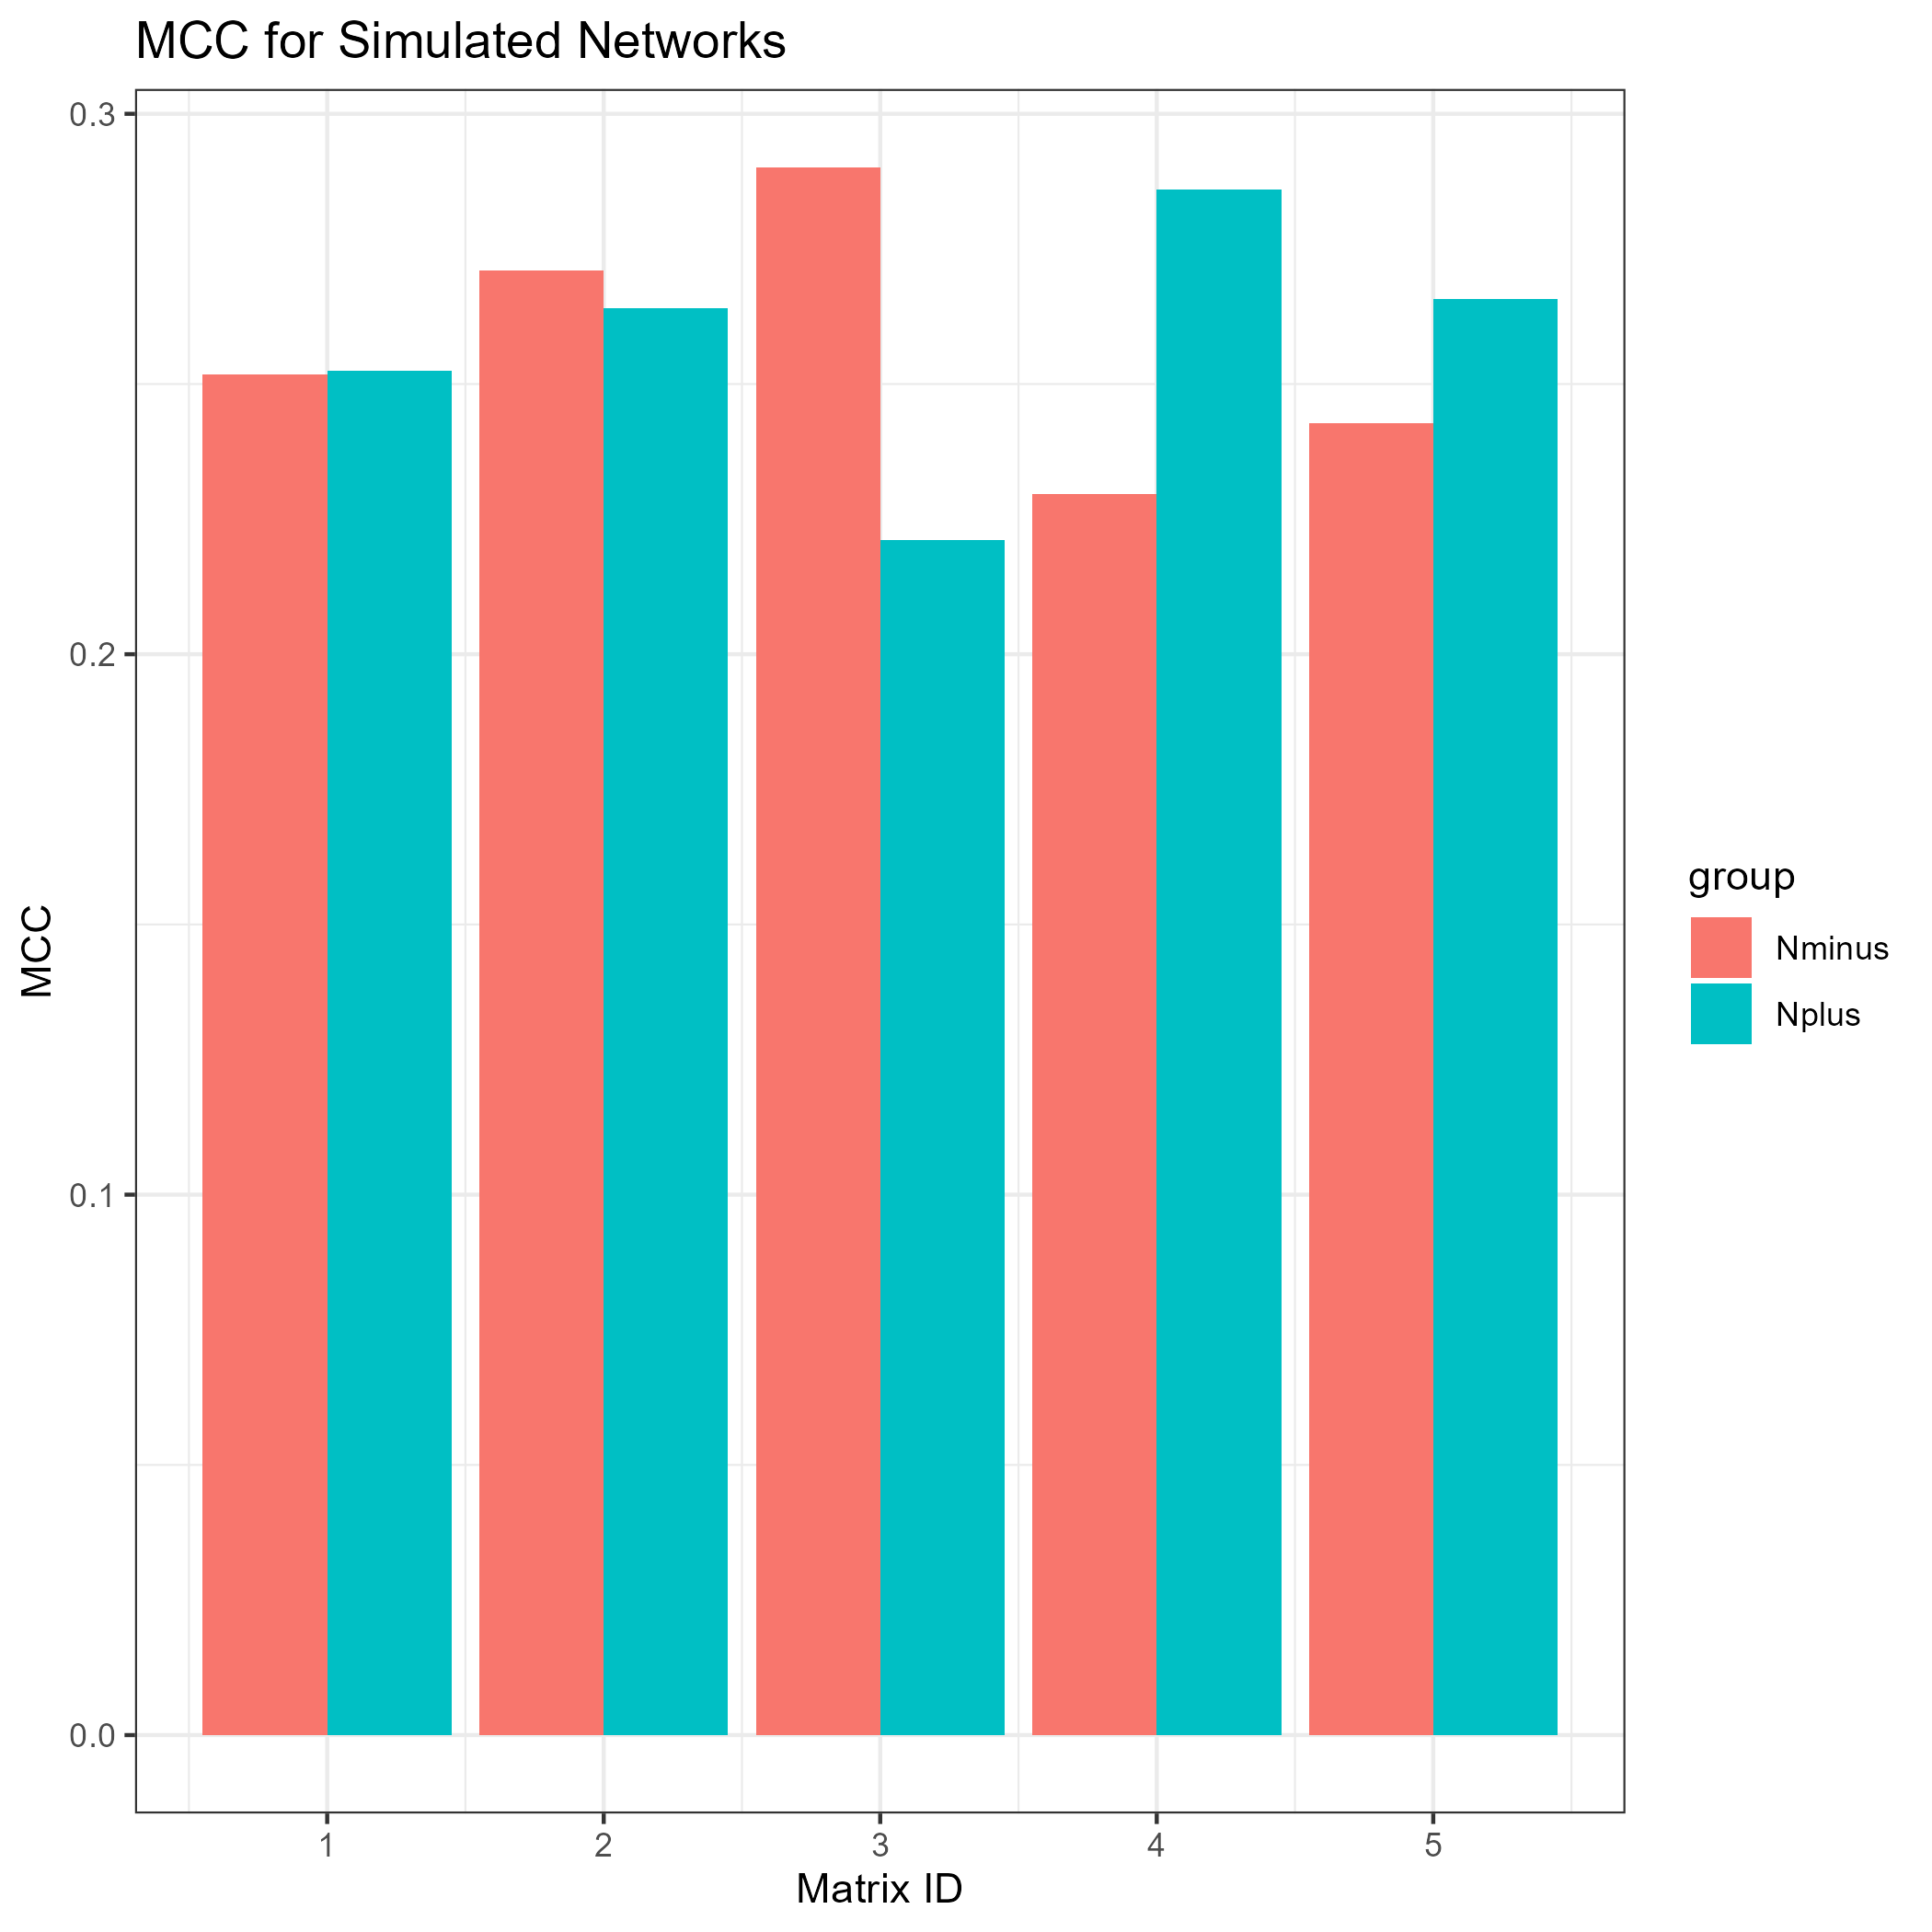 MCC for Simulated Networks
0.3
0.2
0.1
0.0
MCC
1 2 3 4 5
Matrix ID
group
Nminus
Nplus